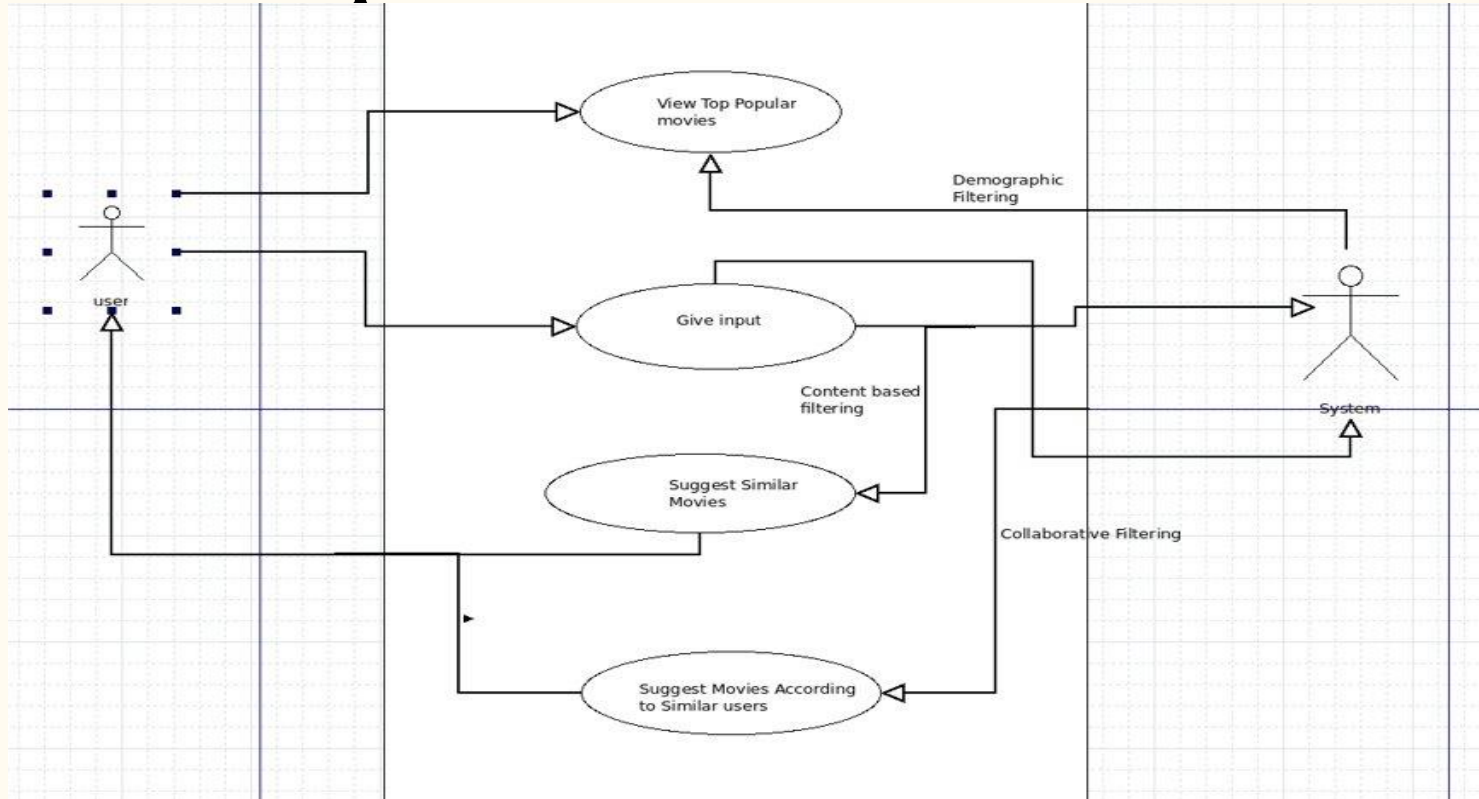 View Top Popular
movies
Demographic
Filtering
user
Give input
Content based
filtering
System
Suggest Similar
Movies
Collaborative Filtering
Suggest Movies According
to Similar users